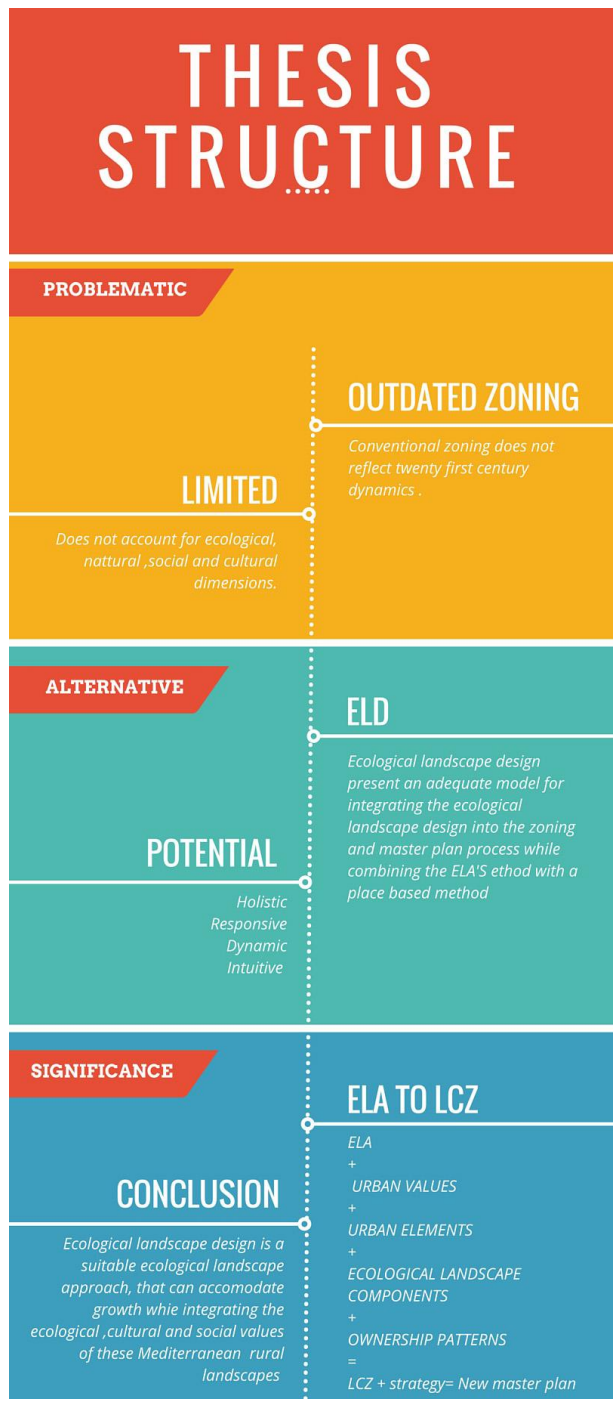 THESIS
STRUCTURE
PROBLEMATIC
OUTDATED ZONING
Conventional zoning does not
reflect twenty first century
dynamics .
LIMITED
Does not account for ecological,
nattural ,social and cultural
dimensions.
ALTERNATIVE
ELD
Ecological landscape design
present an adequate model for
integrating the ecological
landscape design into the zoning
and master plan process while
combining the ELA'S ethod with a
place based method
POTENTIAL
Holistic
Responsive
Dynamic
Intuitive
SIGNIFICANCE
ELA TO LCZ
ELA
+
URBAN VALUES
+
URBAN ELEMENTS
+
ECOLOGICAL LANDSCAPE
COMPONENTS
+
OWNERSHIP PATTERNS
=
LCZ + strategy= New master plan
CONCLUSION
Ecological landscape design is a
suitable ecological landscape
approach, that can accomodate
growth whie integrating the
ecological ,cultural and social values
of these Mediterranean rural
landscapes